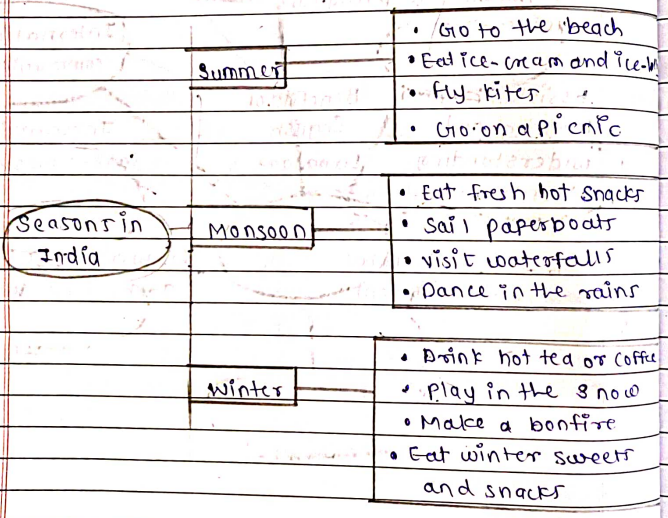 Seasons in
India
Summer
• Go to the beach
• Eat ice-cream and ice-
• Fly kites
• Go on a picnic
Monsoon
• Eat fresh hot snacks
• Sail paperboats
• visit waterfalls
• Dance in the rains
Winter
• Drink hot tea or coffee
• Play in the snow
• Make a bonfire
• Eat winter sweets
and snacks